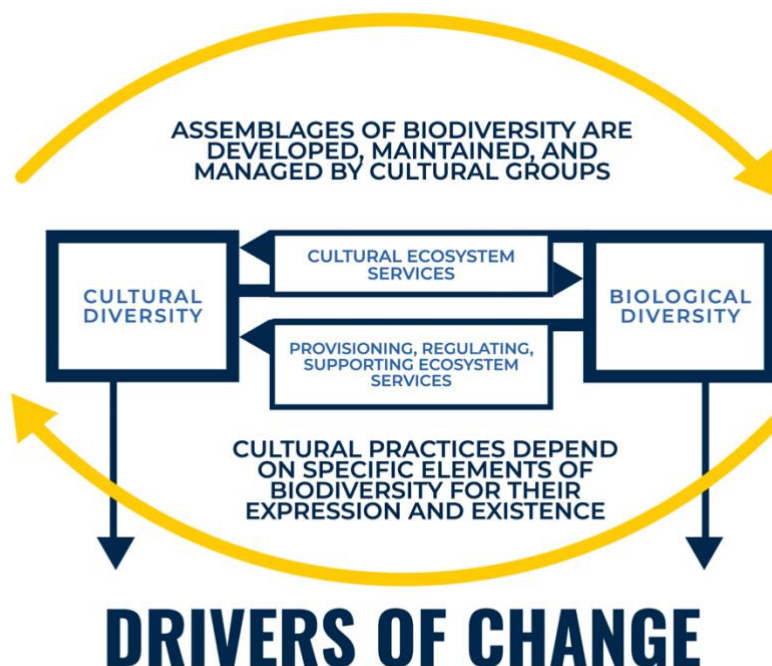 ASSEMBLAGES OF BIODIVERSITY ARE
DEVELOPED, MAINTAINED, AND
MANAGED BY CULTURAL GROUPS
CULTURAL
DIVERSITY
CULTURAL ECOSYSTEM
SERVICES
BIOLOGICAL
DIVERSITY
PROVISIONING, REGULATING,
SUPPORTING ECOSYSTEM
SERVICES
CULTURAL PRACTICES DEPEND
ON SPECIFIC ELEMENTS OF
BIODIVERSITY FOR THEIR
EXPRESSION AND EXISTENCE
DRIVERS OF CHANGE